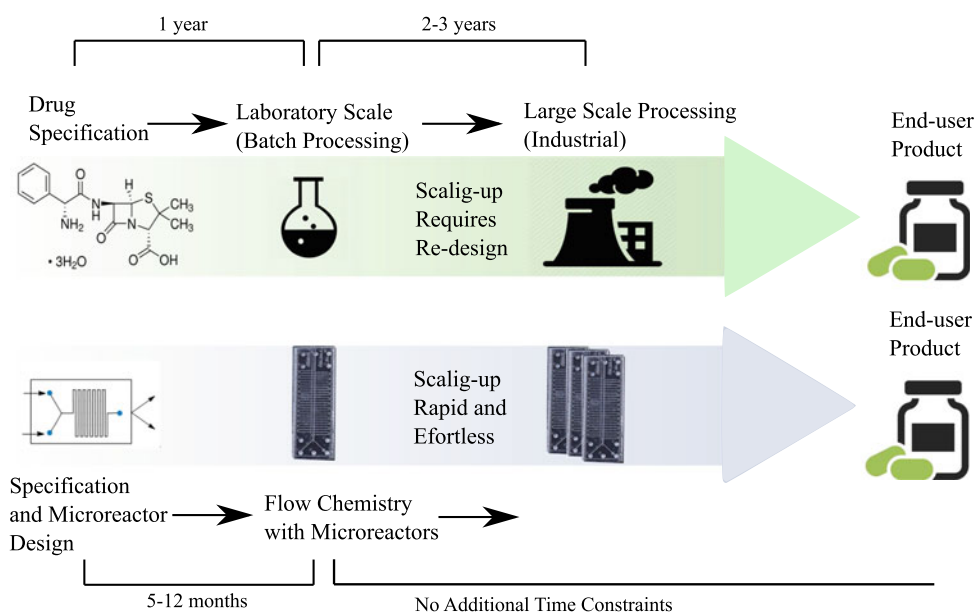 1 year
2-3 years
Drug
Specification
Laboratory Scale
(Batch Processing)
Large Scale Processing
(Industrial)
End-user
Product
O
H
N
NH₂
H
S
CH₃
CH₃
N
O
O
OH
• 3H₂O
Scalig-up
Requires
Re-design
End-user
Product
Scalig-up
Rapid and
Efortless
Specification
and Microreactor
Design
Flow Chemistry
with Microreactors
5-12 months
No Additional Time Constraints